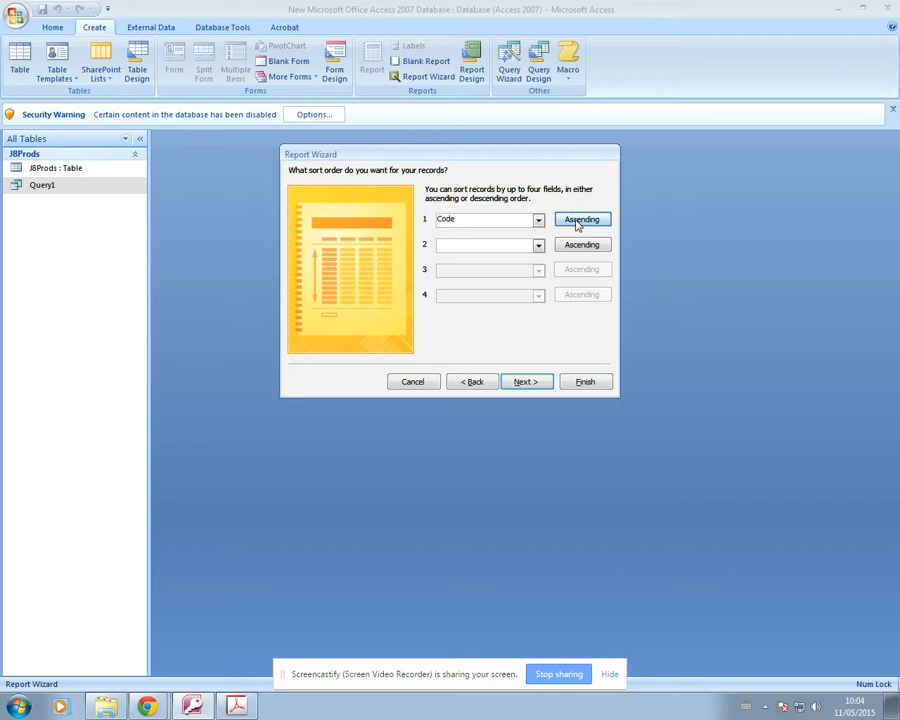 New Microsoft Office Access 2007 Database : Database (Access 2007) - Microsoft Access
Home Create External Data Database Tools Acrobat
Table Table Templates SharePoint Lists Table Design
Tables
Form Split Form Multiple Items PivotChart Blank Form More Forms Form Design
Forms
Report Labels Blank Report Report Wizard Report Design
Reports
Query Wizard Query Design Macro
Other
Security Warning Certain content in the database has been disabled Options...
All Tables «
J8Prods
J8Prods : Table
Query1
Report Wizard
What sort order do you want for your records?
You can sort records by up to four fields, in either
ascending or descending order.
1 Code Ascending
2 Ascending
3 Ascending
4 Ascending
Cancel < Back Next > Finish
Screencastify (Screen Video Recorder) is sharing your screen. Stop sharing Hide
Report Wizard Num Lock
10:04
11/05/2015